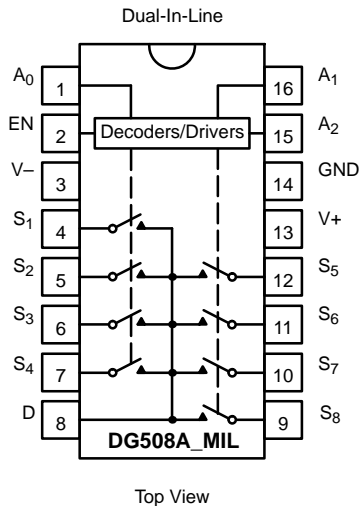 Dual-In-Line
A0 1 16 A1
EN 2 Decoders/Drivers 15 A2
V– 3 14 GND
S1 4 13 V+
S2 5 12 S5
S3 6 11 S6
S4 7 10 S7
D 8 9 S8
DG508A_MIL
Top View